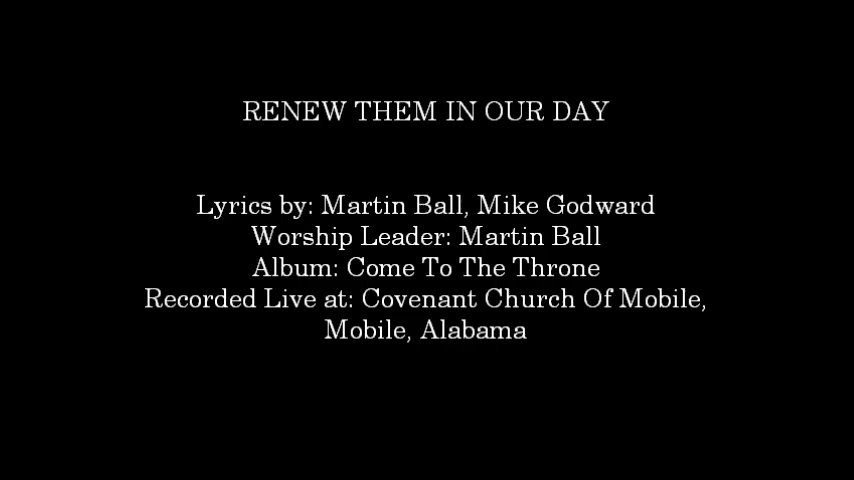 RENEW THEM IN OUR DAY
Lyrics by: Martin Ball, Mike Godward
Worship Leader: Martin Ball
Album: Come To The Throne
Recorded Live at: Covenant Church Of Mobile,
Mobile, Alabama